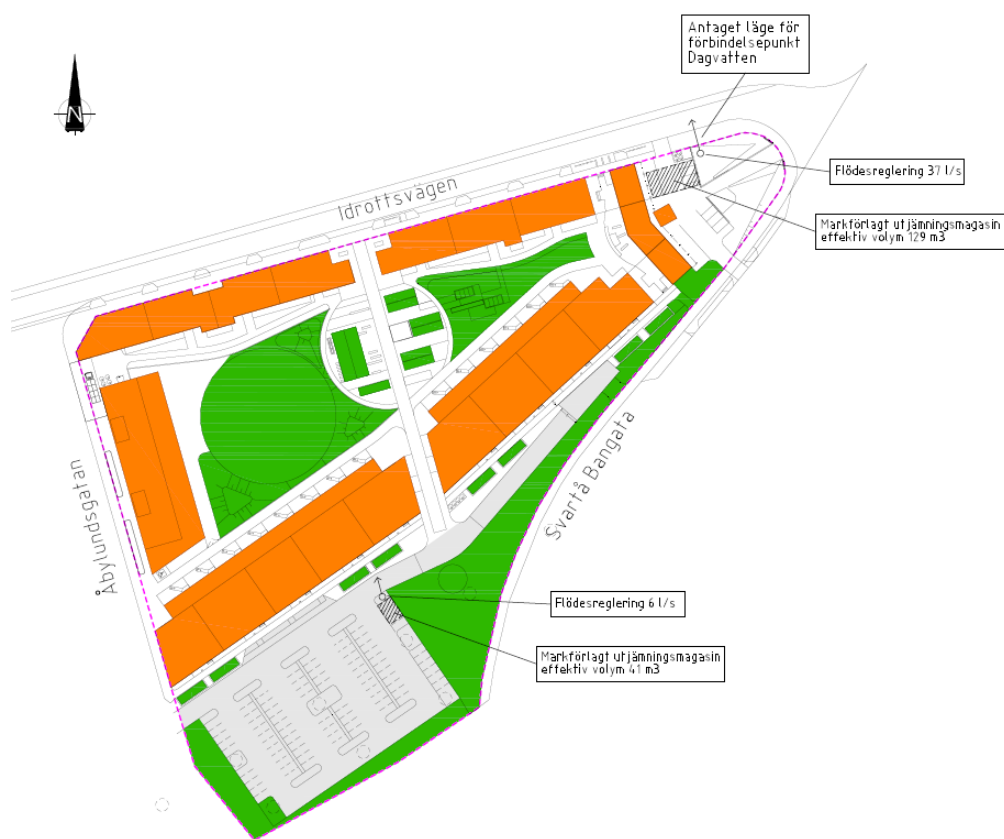 Antaget läge för
förbindelsepunkt
Dagvatten
N
Flödesreglering 37 l/s
Idrottsvägen
Markförlagt utjämningsmagasin
effektiv volym 129 m3
Svartå Bangata
Åbylundsgatan
Flödesreglering 6 l/s
Markförlagt utjämningsmagasin
effektiv volym 41 m3